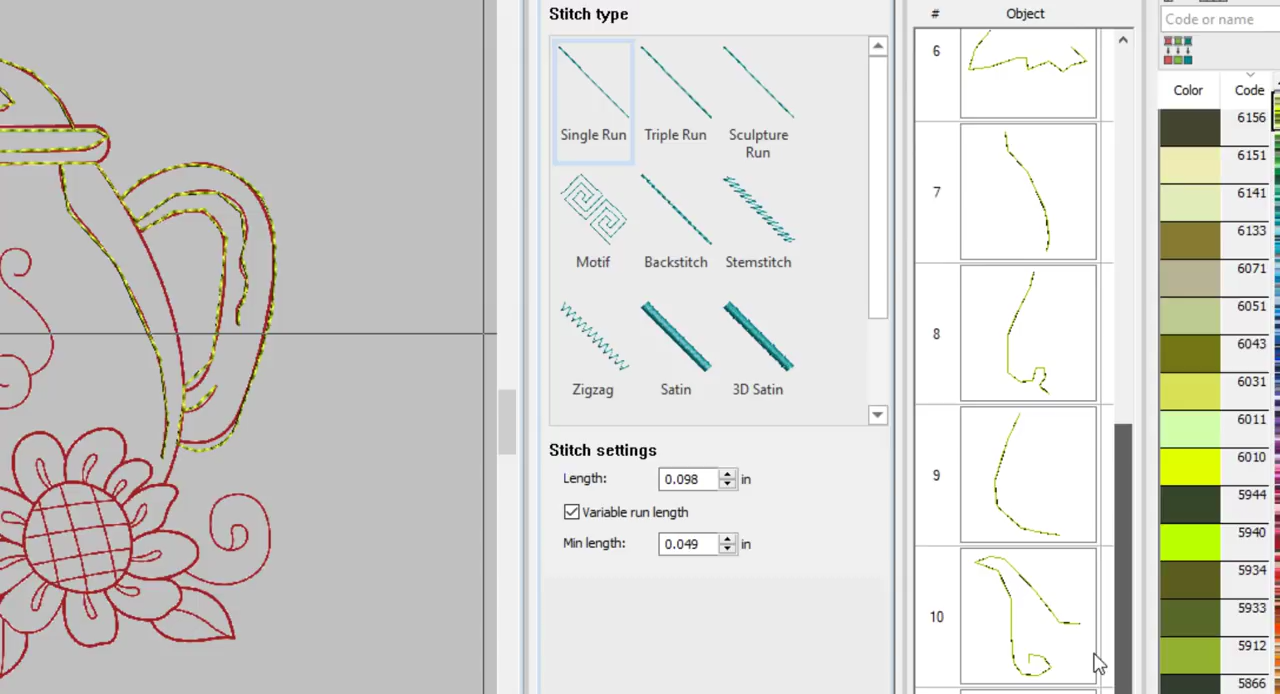 Stitch type
Single Run
Triple Run
Sculpture
Run
Motif
Backstitch
Stemstitch
Zigzag
Satin
3D Satin
Stitch settings
Length: 0.098 in
Variable run length
Min length: 0.049 in
# Object
6
7
8
9
10
Code or name
Color Code
6156
6151
6141
6133
6071
6051
6043
6031
6011
6010
5944
5940
5934
5933
5912
5866